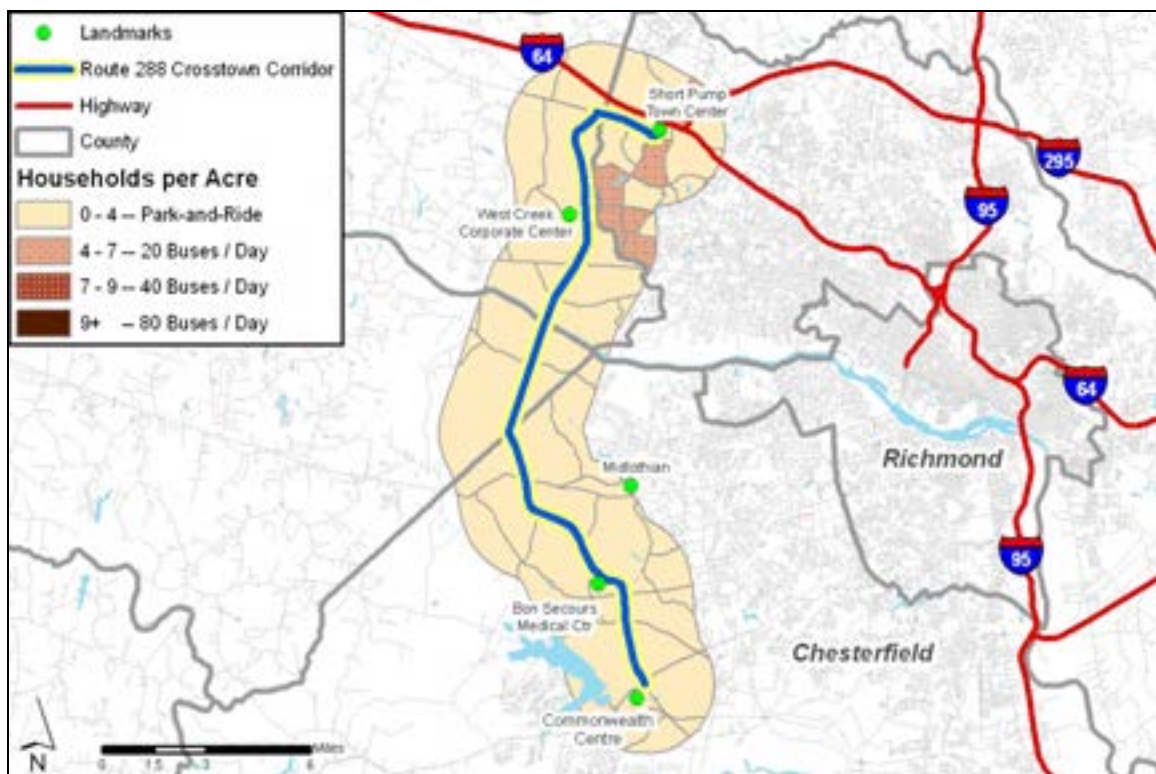 Landmarks
Route 288 Crosstown Corridor
Highway
County
Households per Acre
0 - 4 -- Park-and-Ride
4 - 7 -- 20 Buses / Day
7 - 9 -- 40 Buses / Day
9+ -- 80 Buses / Day
64
Short Pump
Town Center
295
95
West Creek
Corporate Center
64
Richmond
Midlothian
95
Bon Secours
Medical Ctr
Chesterfield
Commonwealth
Centre
N
0 1.5 3 6
Miles